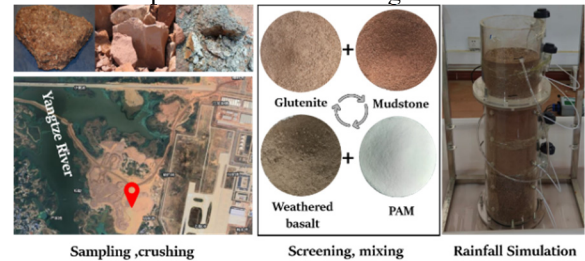 Yangtze River
Glutenite
+
Mudstone
Weathered
basalt
+
PAM
Sampling ,crushing
Screening, mixing
Rainfall Simulation